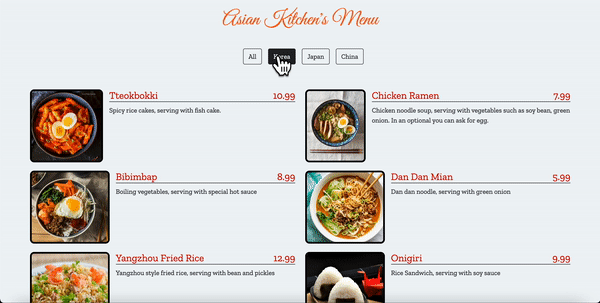 Asian Kitchen's Menu
All
Korea
Japan
China
Tteokbokki 10.99
Spicy rice cakes, serving with fish cake.
Chicken Ramen 7.99
Chicken noodle soup, serving with vegetables such as soy bean, green
onion. In an optional you can ask for egg.
Bibimbap 8.99
Boiling vegetables, serving with special hot sauce
Dan Dan Mian 5.99
Dan dan noodle, serving with green onion
Yangzhou Fried Rice 12.99
Yangzhou style fried rice, serving with bean and pickles
Onigiri 9.99
Rice Sandwich, serving with soy sauce